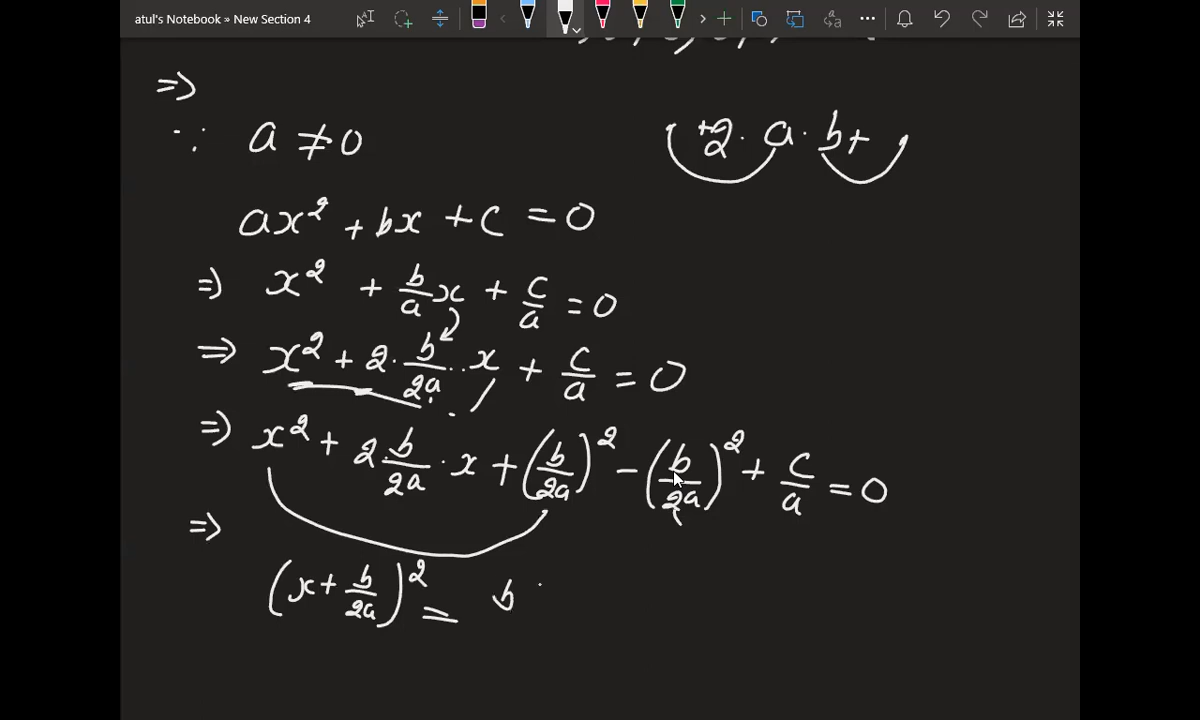 atul's Notebook » New Section 4
=>
∵ a ≠ 0
+2 · a · b +
ax² + bx + c = 0
=> x² + b/a x + c/a = 0
=> x² + 2 · b/2a · x + c/a = 0
=> x² + 2 · b/2a · x + (b/2a)² - (b/2a)² + c/a = 0
=>
(x + b/2a)² = b